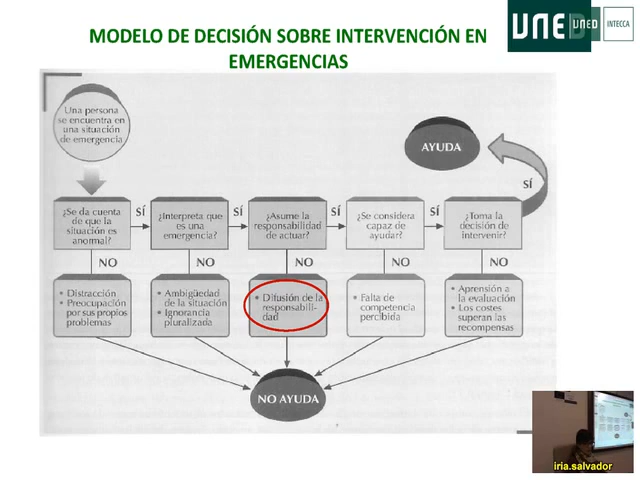 MODELO DE DECISIÓN SOBRE INTERVENCIÓN EN
EMERGENCIAS
UNED
UNED
INTECCA
Una persona
se encuentra en
una situación
de emergencia
AYUDA
SÍ
¿Se da cuenta
de que la
situación es
anormal?
SÍ
¿Interpreta que
es una
emergencia?
SÍ
¿Asume la
responsabilidad
de actuar?
SÍ
¿Se considera
capaz de
ayudar?
SÍ
¿Toma la
decisión de
intervenir?
NO
NO
NO
NO
NO
• Distracción
• Preocupación
por sus propios
problemas
• Ambigüedad
de la situación
• Ignorancia
pluralizada
• Difusión de la
responsabili-
dad
• Falta de
competencia
percibida
• Aprensión a
la evaluación
• Los costes
superan las
recompensas
NO AYUDA
iria.salvador